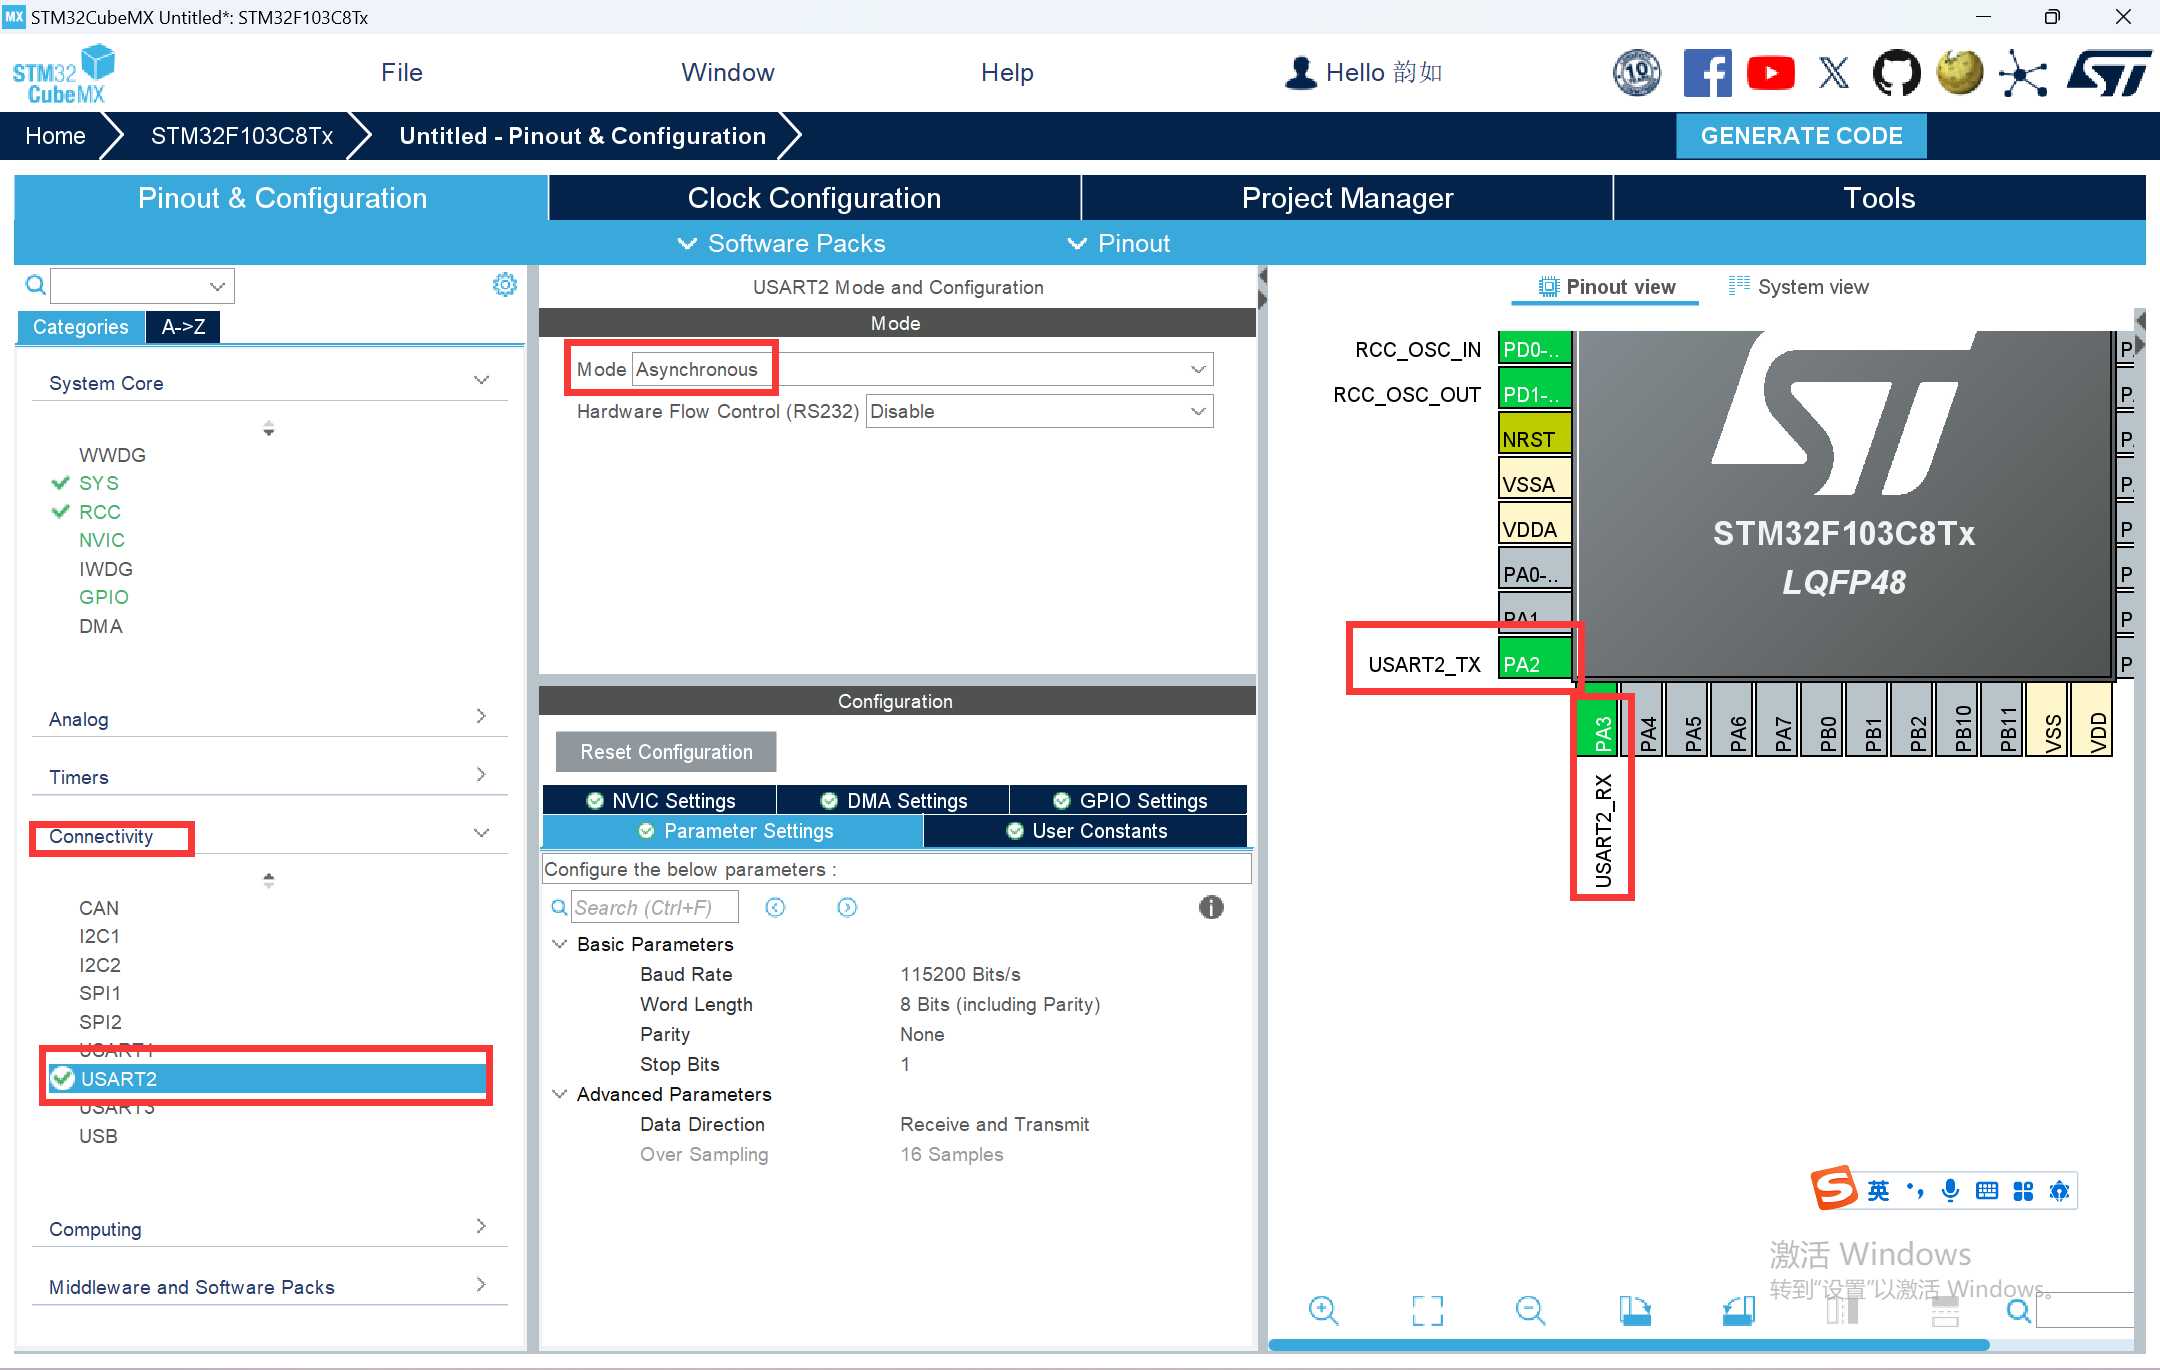 MX STM32CubeMX Untitled*: STM32F103C8Tx
STM32 CubeMX
File Window Help Hello 韵如
Home STM32F103C8Tx Untitled - Pinout & Configuration GENERATE CODE
Pinout & Configuration Clock Configuration Project Manager Tools
Software Packs Pinout
Categories A->Z
System Core
WWDG
SYS
RCC
NVIC
IWDG
GPIO
DMA
Analog
Timers
Connectivity
CAN
I2C1
I2C2
SPI1
SPI2
USART1
USART2
USART3
USB
Computing
Middleware and Software Packs
USART2 Mode and Configuration
Mode
Mode Asynchronous
Hardware Flow Control (RS232) Disable
Configuration
Reset Configuration
NVIC Settings DMA Settings GPIO Settings
Parameter Settings User Constants
Configure the below parameters :
Search (Ctrl+F)
Basic Parameters
Baud Rate 115200 Bits/s
Word Length 8 Bits (including Parity)
Parity None
Stop Bits 1
Advanced Parameters
Data Direction Receive and Transmit
Over Sampling 16 Samples
Pinout view System view
RCC_OSC_IN PD0-..
RCC_OSC_OUT PD1-..
NRST
VSSA
VDDA
PA0-..
PA1
USART2_TX PA2
STM32F103C8Tx
LQFP48
PA3 PA4 PA5 PA6 PA7 PB0 PB1 PB2 PB10 PB11 VSS VDD
USART2_RX
英
激活 Windows
转到“设置”以激活 Windows。